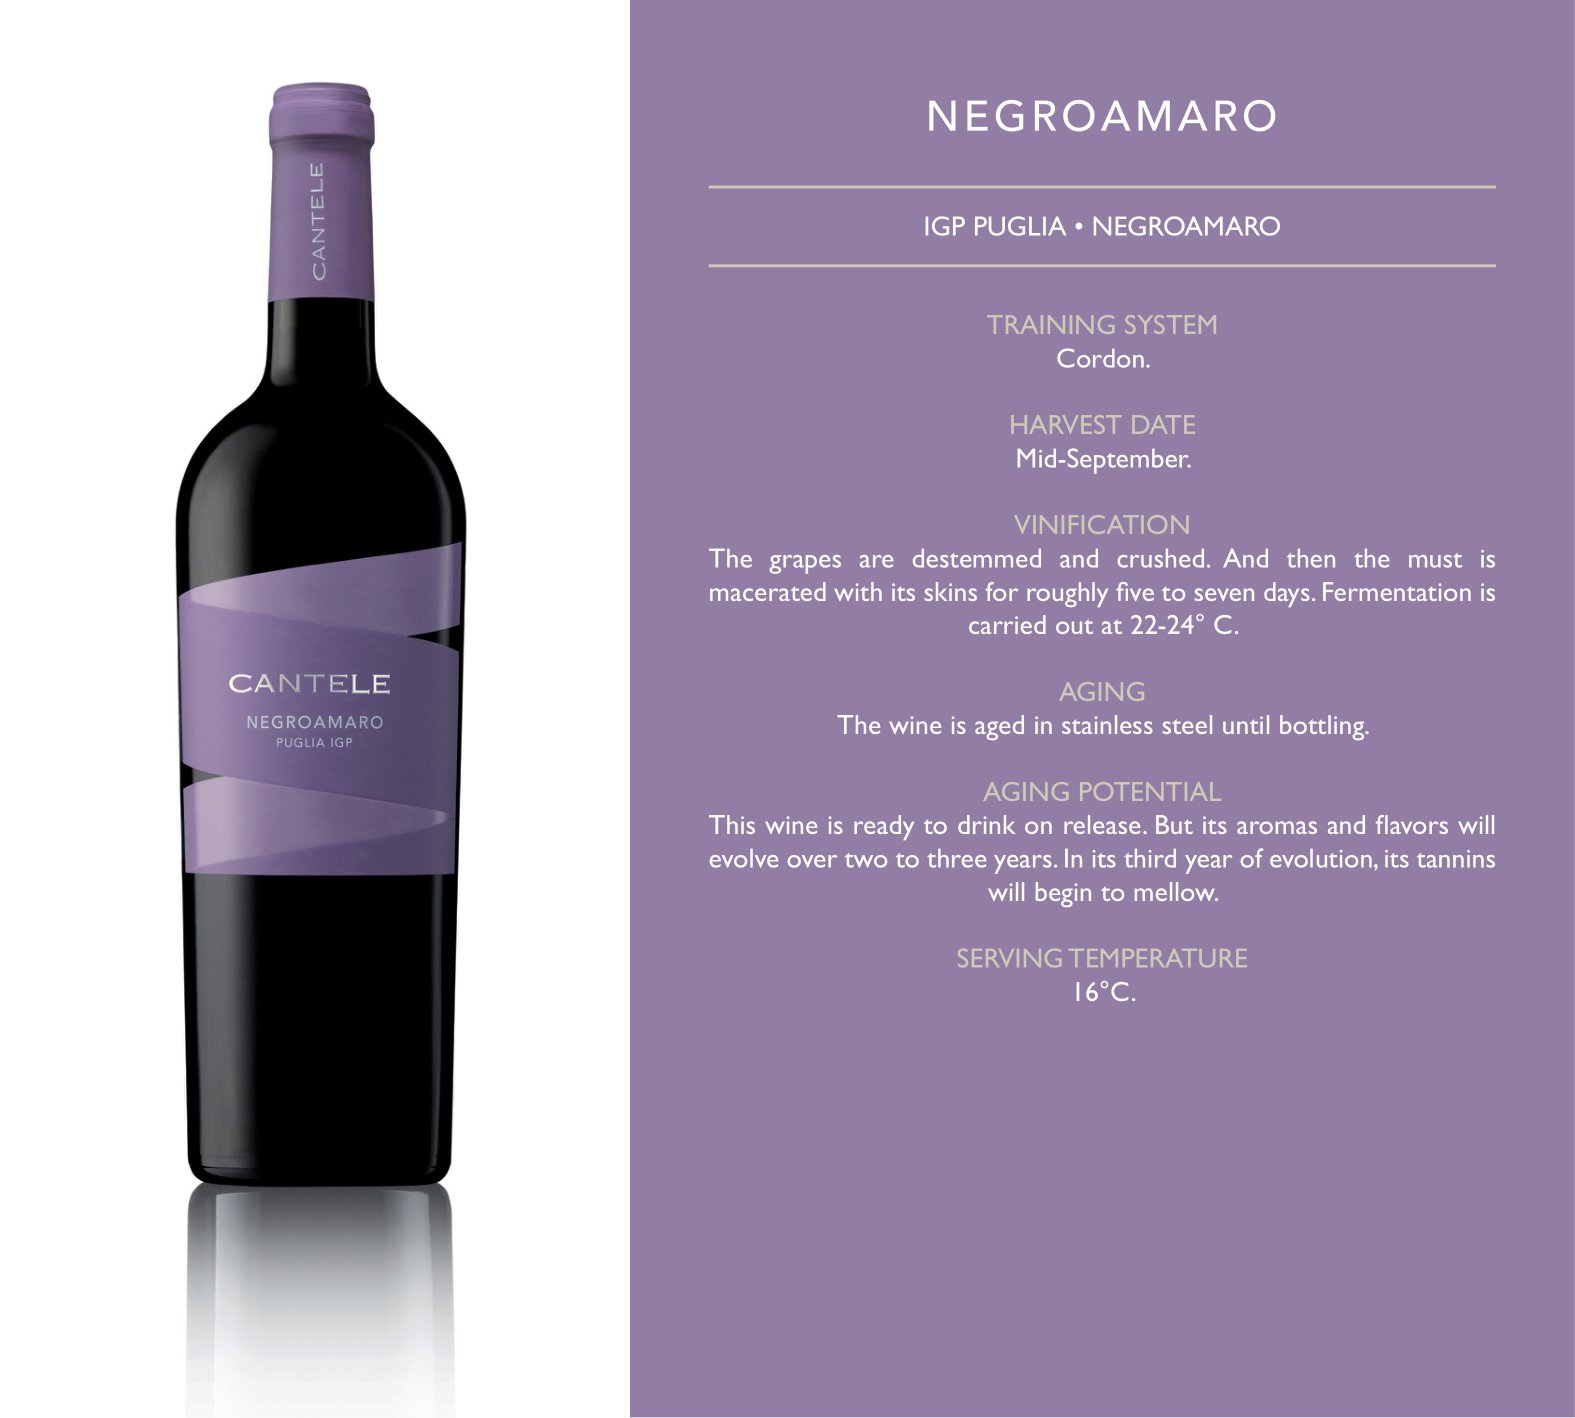 CANTELE
CANTELE
NEGROAMARO
PUGLIA IGP
NEGROAMARO
IGP PUGLIA • NEGROAMARO
TRAINING SYSTEM
Cordon.
HARVEST DATE
Mid-September.
VINIFICATION
The grapes are destemmed and crushed. And then the must is
macerated with its skins for roughly five to seven days. Fermentation is
carried out at 22-24° C.
AGING
The wine is aged in stainless steel until bottling.
AGING POTENTIAL
This wine is ready to drink on release. But its aromas and flavors will
evolve over two to three years. In its third year of evolution, its tannins
will begin to mellow.
SERVING TEMPERATURE
16°C.